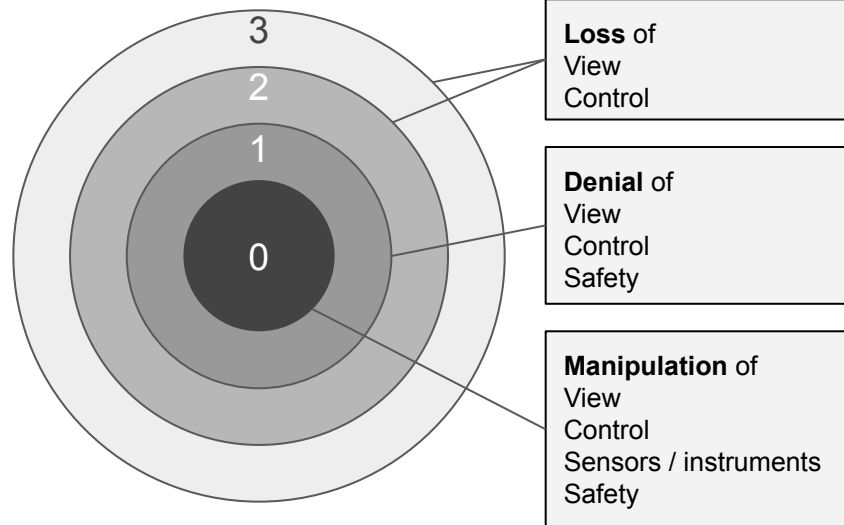 3
2
1
0
Loss of
View
Control
Denial of
View
Control
Safety
Manipulation of
View
Control
Sensors / instruments
Safety